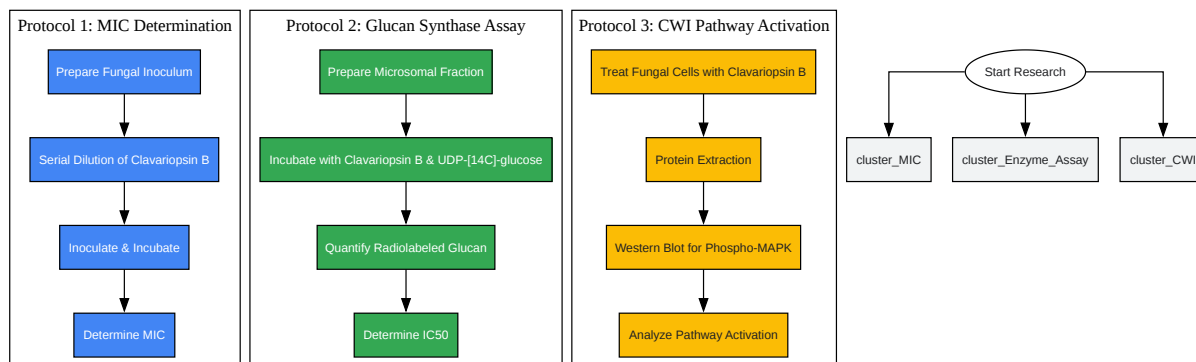 Protocol 1: MIC Determination
Prepare Fungal Inoculum
Serial Dilution of Clavariopsin B
Inoculate & Incubate
Determine MIC
Protocol 2: Glucan Synthase Assay
Prepare Microsomal Fraction
Incubate with Clavariopsin B & UDP-[14C]-glucose
Quantify Radiolabeled Glucan
Determine IC50
Protocol 3: CWI Pathway Activation
Treat Fungal Cells with Clavariopsin B
Protein Extraction
Western Blot for Phospho-MAPK
Analyze Pathway Activation
Start Research
cluster_MIC
cluster_Enzyme_Assay
cluster_CWI